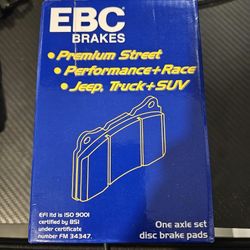 EBC
BRAKES
• Premium Street
• Performance+Race
• Jeep, Truck+SUV
EFI ltd is ISO 9001
certified by BSI
under certificate
number FM 34347.
One axle set
disc brake pads